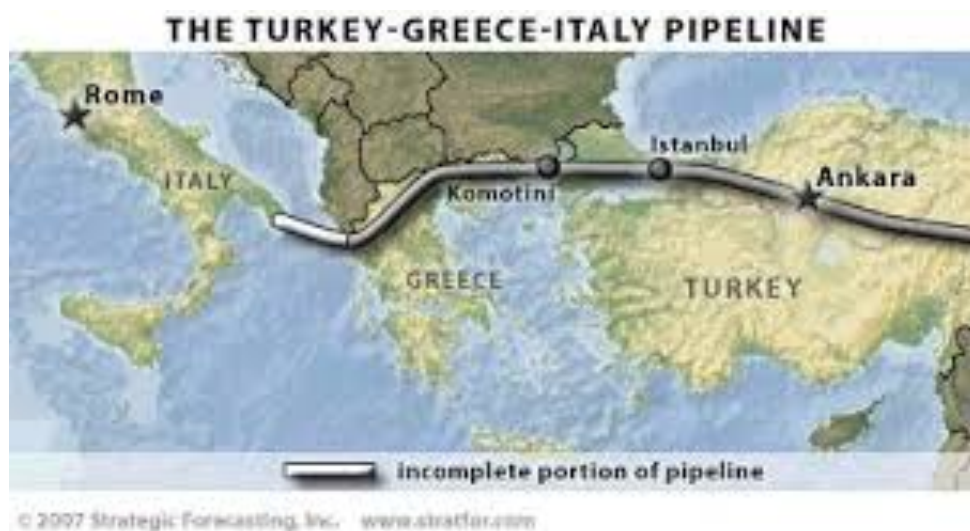 THE TURKEY-GREECE-ITALY PIPELINE
Rome
ITALY
Istanbul
Komotini
Ankara
GREECE
TURKEY
incomplete portion of pipeline
© 2007 Strategic Forecasting, Inc. www.stratfor.com